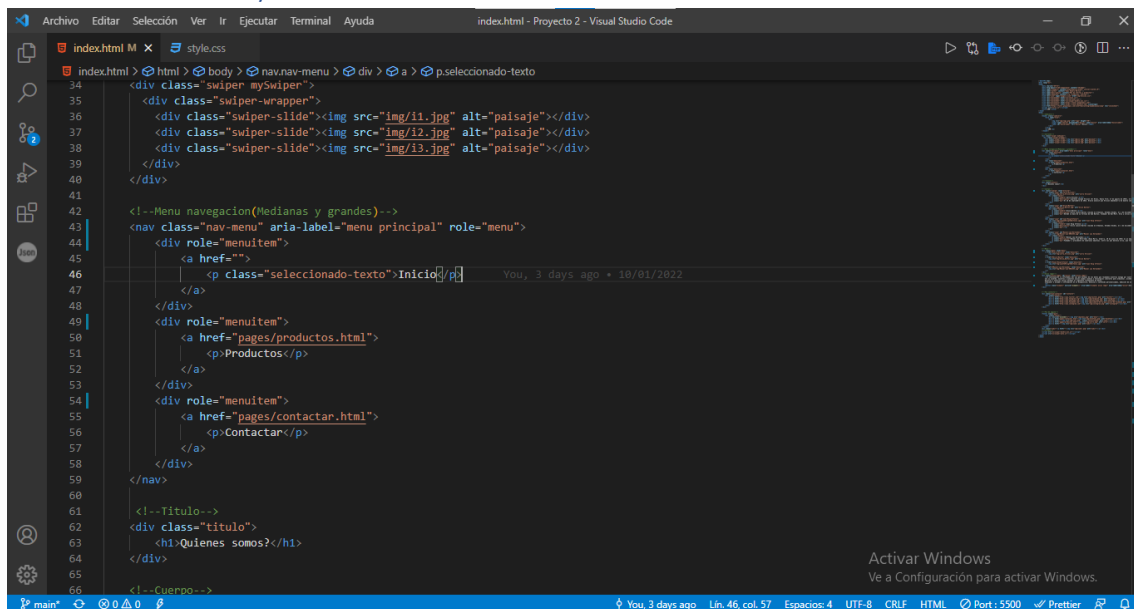 Archivo Editar Selección Ver Ir Ejecutar Terminal Ayuda index.html - Proyecto 2 - Visual Studio Code
index.html M style.css
index.html > html > body > nav.nav-menu > div > a > p.seleccionado-texto
34 <div class="swiper mySwiper">
35 <div class="swiper-wrapper">
36 <div class="swiper-slide"><img src="img/i1.jpg" alt="paisaje"></div>
37 <div class="swiper-slide"><img src="img/i2.jpg" alt="paisaje"></div>
38 <div class="swiper-slide"><img src="img/i3.jpg" alt="paisaje"></div>
39 </div>
40 </div>
41
42 <!--Menu navegacion(Medianas y grandes)-->
43 <nav class="nav-menu" aria-label="menu principal" role="menu">
44 <div role="menuitem">
45 <a href="">
46 <p class="seleccionado-texto">Inicio</p> You, 3 days ago • 10/01/2022
47 </a>
48 </div>
49 <div role="menuitem">
50 <a href="pages/productos.html">
51 <p>Productos</p>
52 </a>
53 </div>
54 <div role="menuitem">
55 <a href="pages/contactar.html">
56 <p>Contactar</p>
57 </a>
58 </div>
59 </nav>
60
61 <!--Titulo-->
62 <div class="titulo">
63 <h1>Quienes somos?</h1>
64 </div>
65
66 <!--Cuerpo-->
2
Json
Activar Windows
Ve a Configuración para activar Windows.
main* 0 0 You, 3 days ago Lín. 46, col. 57 Espacios: 4 UTF-8 CRLF HTML Port : 5500 Prettier